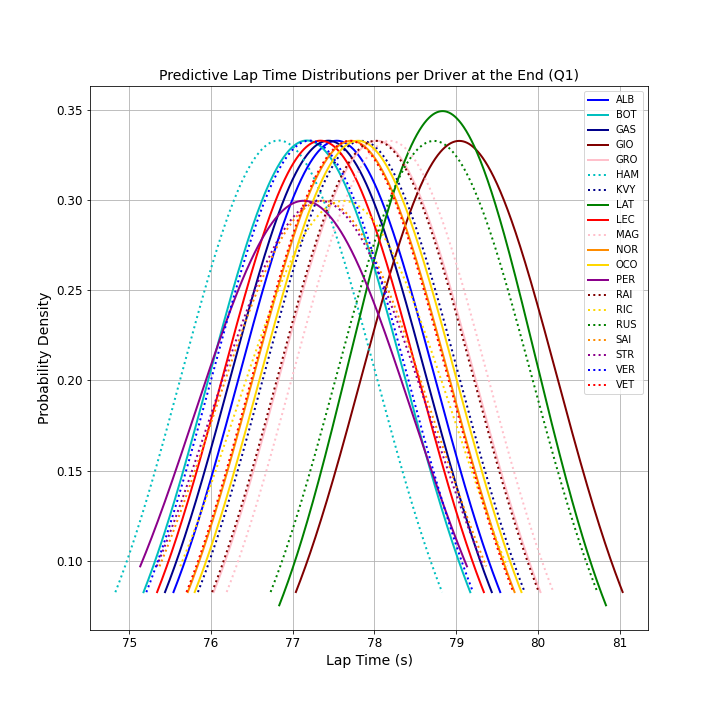 Predictive Lap Time Distributions per Driver at the End (Q1)
ALB
BOT
GAS
GIO
GRO
HAM
KVY
LAT
LEC
MAG
NOR
OCO
PER
RAI
RIC
RUS
SAI
STR
VER
VET
0.35
0.30
0.25
0.20
0.15
0.10
Probability Density
75 76 77 78 79 80 81
Lap Time (s)